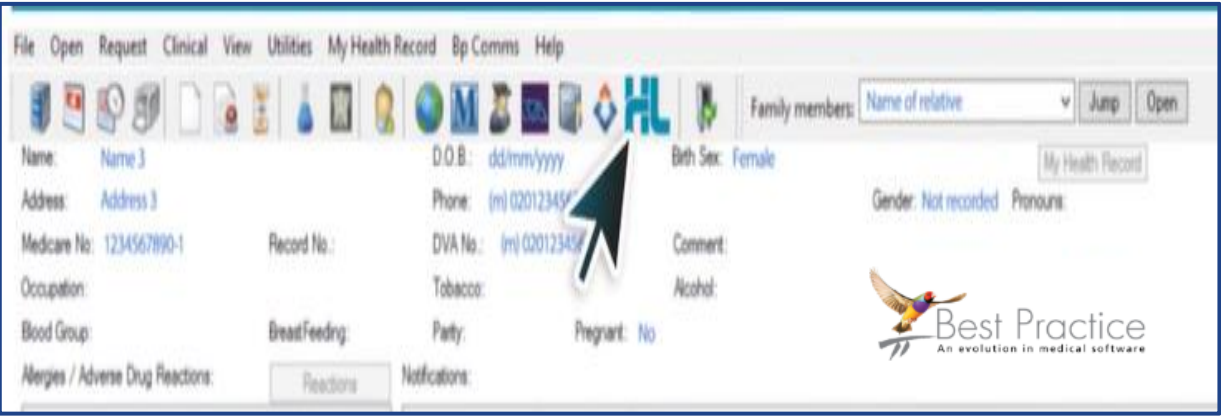 File Open Request Clinical View Utilities My Health Record Bp Comms Help
M HL Family members: Name of relative Jump Open
Name: Name 3 D.O.B.: dd/mm/yyyy Birth Sex: Female My Health Record
Address: Address 3 Phone: (m) 02012345 Gender: Not recorded Pronouns:
Medicare No: 1234567890-1 Record No.: DVA No.: (m) 020123456 Comment:
Occupation: Tobacco: Alcohol:
Blood Group: BreastFeeding: Party: Pregnant: No
Best Practice
An evolution in medical software
Allergies / Adverse Drug Reactions: Reactions Notifications: